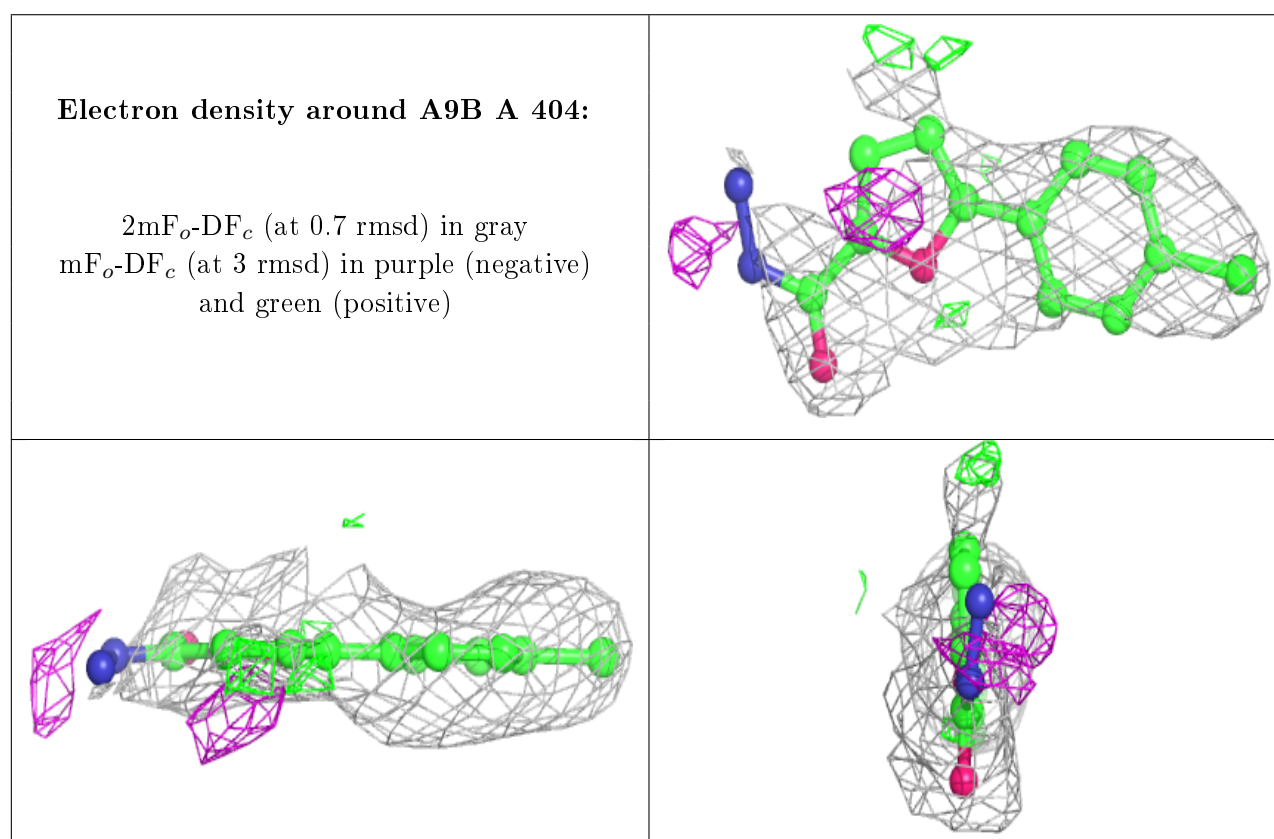 Electron density around A9B A 404:
2mFo-DFc (at 0.7 rmsd) in gray
mFo-DFc (at 3 rmsd) in purple (negative)
and green (positive)